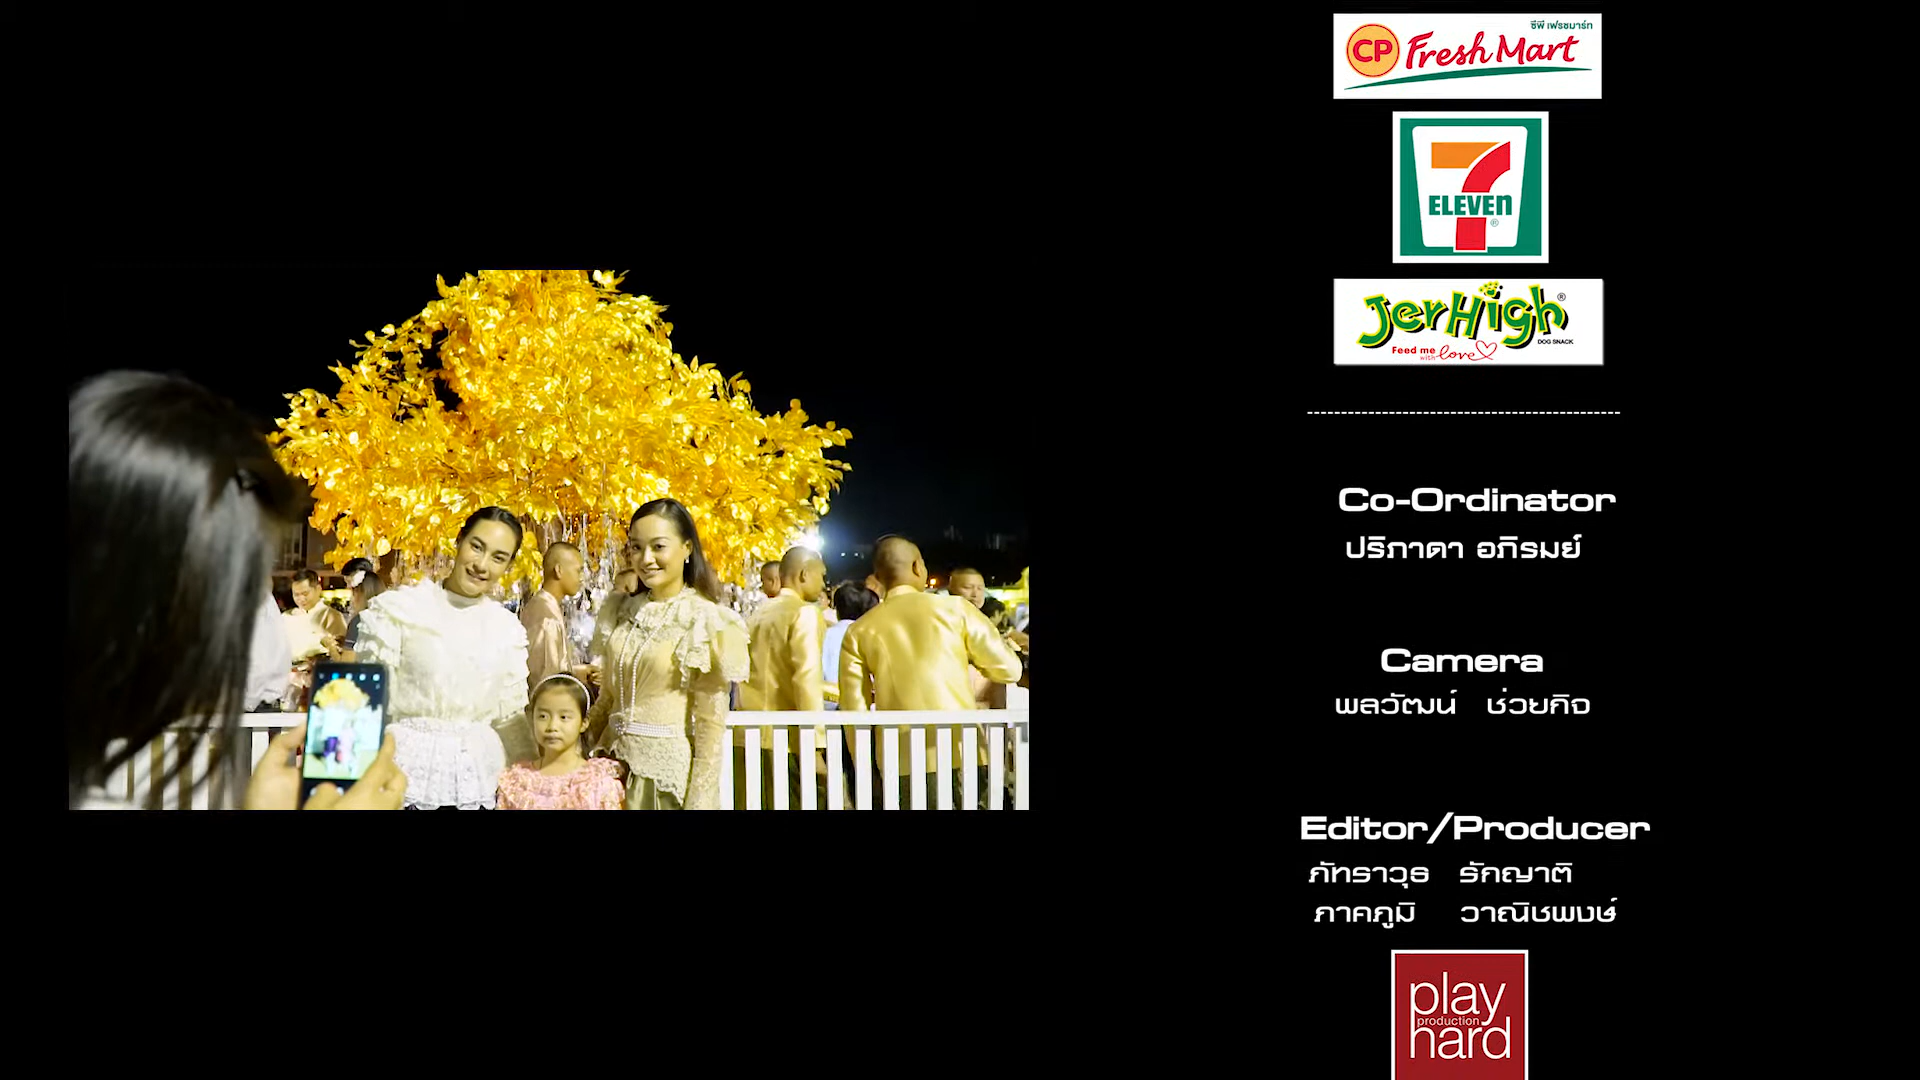 ซีพี เฟรชมาร์ท
CP Fresh Mart
7
ELEVEN
®
JerHigh ®
DOG SNACK
Feed me with love
----------------------------------------------
Co-Ordinator
ปริภาดา อภิรมย์
Camera
พลวัฒน์ ช่วยกิจ
Editor/Producer
ภัทราวุธ รักญาติ
ภาคภูมิ วาณิชพงษ์
play
production
hard